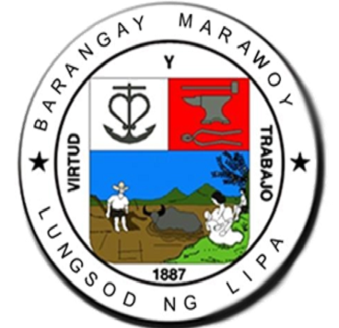 BARANGAY MARAWOY
Y
VIRTUD
TRABAJO
1887
LUNGSOD NG LIPA